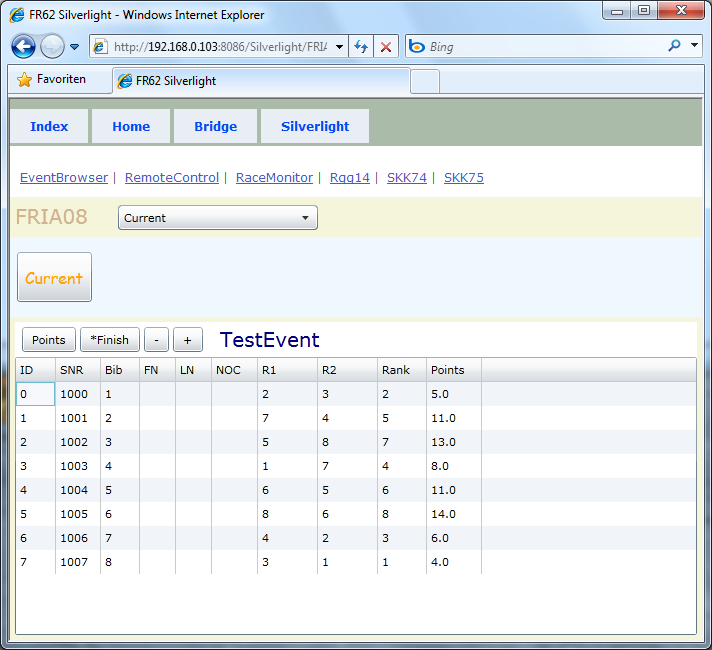 FR62 Silverlight - Windows Internet Explorer
http://192.168.0.103:8086/Silverlight/FRIA
Bing
Favoriten
FR62 Silverlight
Index Home Bridge Silverlight
EventBrowser | RemoteControl | RaceMonitor | Rgg14 | SKK74 | SKK75
FRIA08 Current
Current
Points *Finish - + TestEvent
ID SNR Bib FN LN NOC R1 R2 Rank Points
0 1000 1 2 3 2 5.0
1 1001 2 7 4 5 11.0
2 1002 3 5 8 7 13.0
3 1003 4 1 7 4 8.0
4 1004 5 6 5 6 11.0
5 1005 6 8 6 8 14.0
6 1006 7 4 2 3 6.0
7 1007 8 3 1 1 4.0